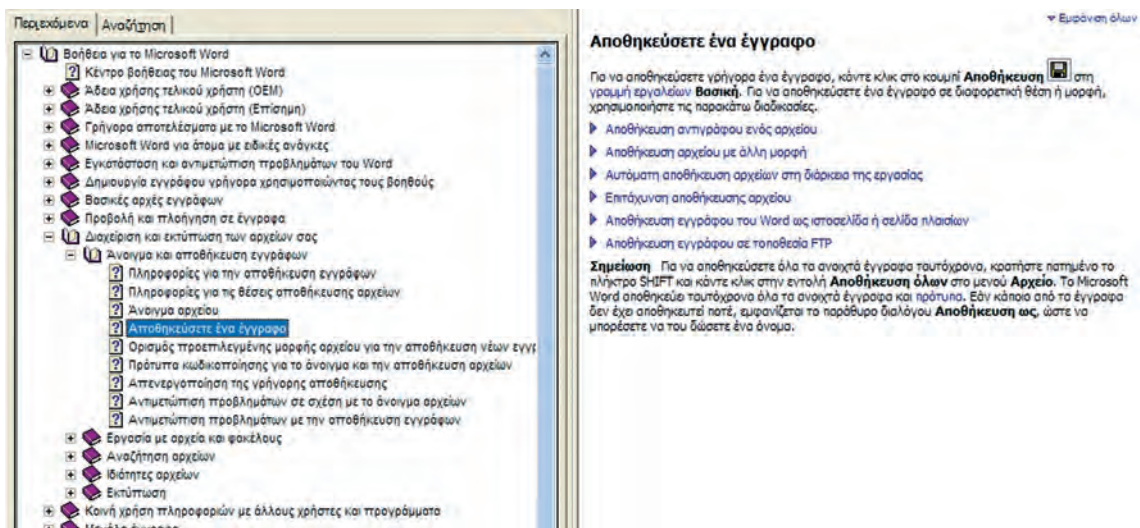 Περιεχόμενα Αναζήτηση
Βοήθεια για το Microsoft Word
Κέντρο βοήθειας του Microsoft Word
Άδεια χρήσης τελικού χρήστη (OEM)
Άδεια χρήσης τελικού χρήστη (Επίσημη)
Γρήγορα αποτελέσματα με το Microsoft Word
Microsoft Word για άτομα με ειδικές ανάγκες
Εγκατάσταση και αντιμετώπιση προβλημάτων του Word
Δημιουργία εγγράφου γρήγορα χρησιμοποιώντας τους βοηθούς
Βασικές αρχές εγγράφων
Προβολή και πλοήγηση σε έγγραφα
Διαχείριση και εκτύπωση των αρχείων σας
Άνοιγμα και αποθήκευση εγγράφων
Πληροφορίες για την αποθήκευση εγγράφων
Πληροφορίες για τις θέσεις αποθήκευσης αρχείων
Άνοιγμα αρχείου
Αποθηκεύσετε ένα έγγραφο
Ορισμός προεπιλεγμένης μορφής αρχείου για την αποθήκευση νέων εγγρ
Πρότυπα κωδικοποίησης για το άνοιγμα και την αποθήκευση αρχείων
Απενεργοποίηση της γρήγορης αποθήκευσης
Αντιμετώπιση προβλημάτων σε σχέση με το άνοιγμα αρχείων
Αντιμετώπιση προβλημάτων με την αποθήκευση εγγράφων
Εργασία με αρχεία και φακέλους
Αναζήτηση αρχείων
Ιδιότητες αρχείων
Εκτύπωση
Κοινή χρήση πληροφοριών με άλλους χρήστες και προγράμματα
Μεγάλα έγγραφα
Εμφάνιση όλων
Αποθηκεύσετε ένα έγγραφο
Για να αποθηκεύσετε γρήγορα ένα έγγραφο, κάντε κλικ στο κουμπί Αποθήκευση στη
γραμμή εργαλείων Βασική. Για να αποθηκεύσετε ένα έγγραφο σε διαφορετική θέση ή μορφή,
χρησιμοποιήστε τις παρακάτω διαδικασίες.
Αποθήκευση αντιγράφου ενός αρχείου
Αποθήκευση αρχείου με άλλη μορφή
Αυτόματη αποθήκευση αρχείων στη διάρκεια της εργασίας
Επιτάχυνση αποθήκευσης αρχείου
Αποθήκευση εγγράφου του Word ως ιστοσελίδα ή σελίδα πλαισίων
Αποθήκευση εγγράφου σε τοποθεσία FTP
Σημείωση Για να αποθηκεύσετε όλα τα ανοιχτά έγγραφα ταυτόχρονα, κρατήστε πατημένο το
πλήκτρο SHIFT και κάντε κλικ στην εντολή Αποθήκευση όλων στο μενού Αρχείο. Το Microsoft
Word αποθηκεύει ταυτόχρονα όλα τα ανοιχτά έγγραφα και πρότυπα. Εάν κάποιο από τα έγγραφα
δεν έχει αποθηκευτεί ποτέ, εμφανίζεται το παράθυρο διαλόγου Αποθήκευση ως, ώστε να
μπορέσετε να του δώσετε ένα όνομα.